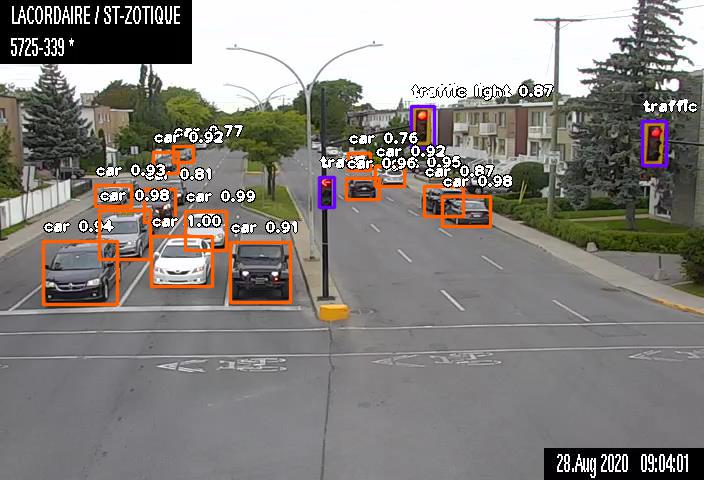 LACORDAIRE / ST-ZOTIQUE
5725-339 *
traffic light 0.87
traffic
car 0.92
0.77
car 0.76
car 0.92
car 0.96
0.95
car 0.93
0.81
car 0.87
car 0.98
car 0.98
car 0.99
car 1.00
car 0.94
car 0.91
28.Aug 2020 09:04:01